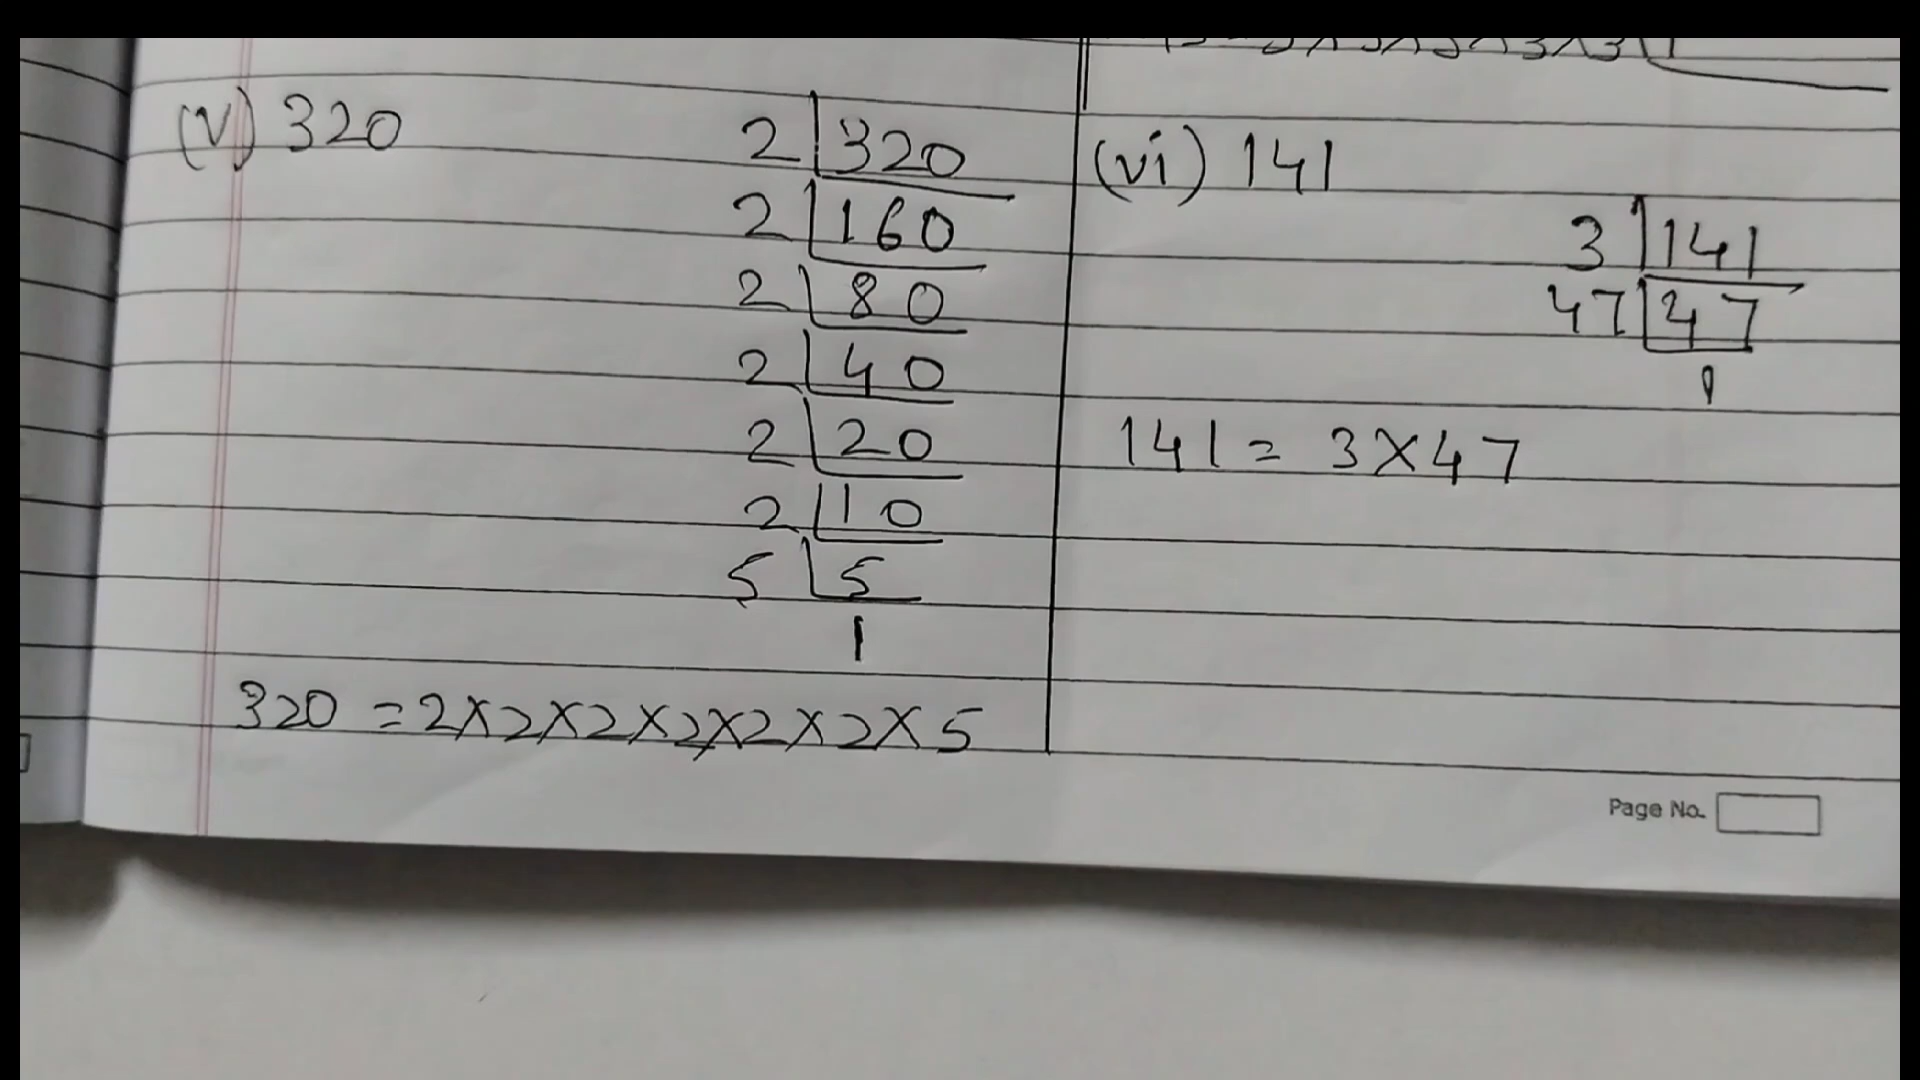 (v) 320
2 320
2 160
2 80
2 40
2 20
2 10
5 5
1
320 = 2×2×2×2×2×2×5
(vi) 141
3 141
47 47
1
141 = 3×47
Page No.